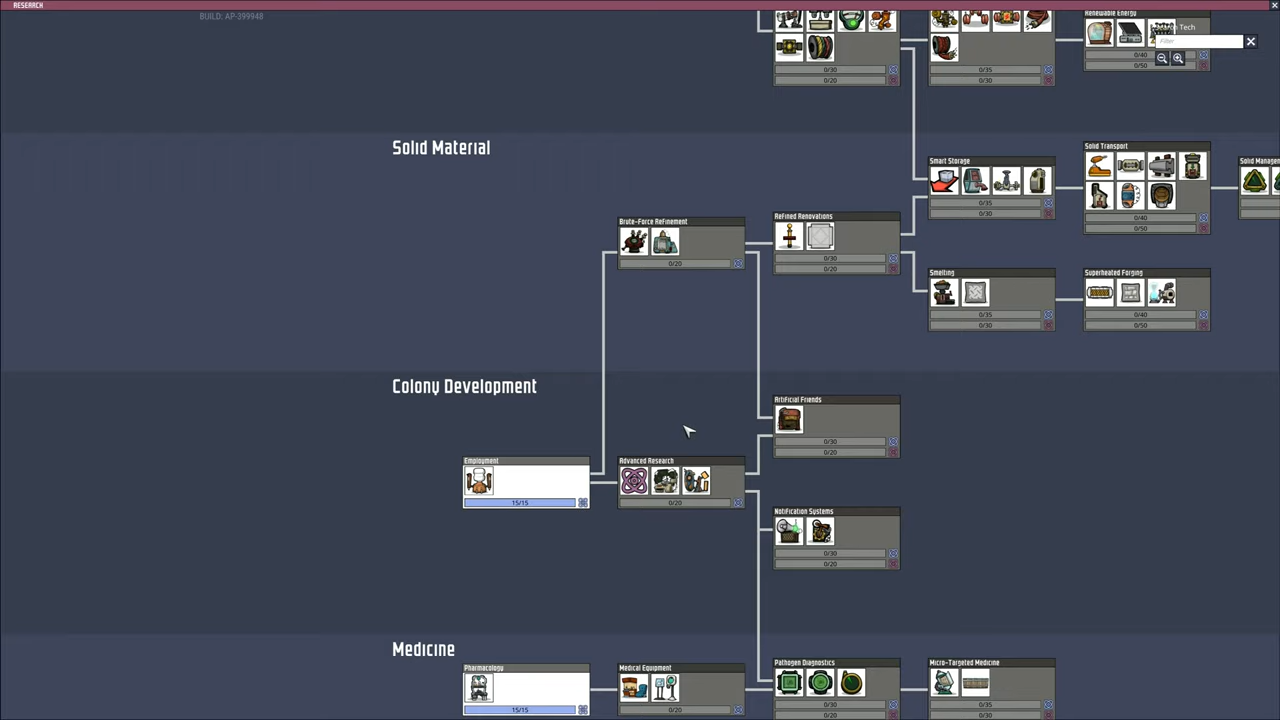 RESEARCH
BUILD: AP-399948
Renewable Energy
Search Tech
Filter
0/30
0/35
0/40
0/20
0/30
0/50
Solid Material
Solid Transport
Smart Storage
Solid Manag
0/35
0/30
0/40
0/50
Brute-Force Refinement
Refined Renovations
0/20
0/30
0/20
Smelting
Superheated Forging
0/35
0/40
0/30
0/50
Colony Development
Artificial Friends
0/30
0/20
Employment
Advanced Research
15/15
0/20
Notification Systems
0/30
0/20
Medicine
Pharmacology
Medical Equipment
Pathogen Diagnostics
Micro-Targeted Medicine
15/15
0/20
0/30
0/35
0/20
0/30